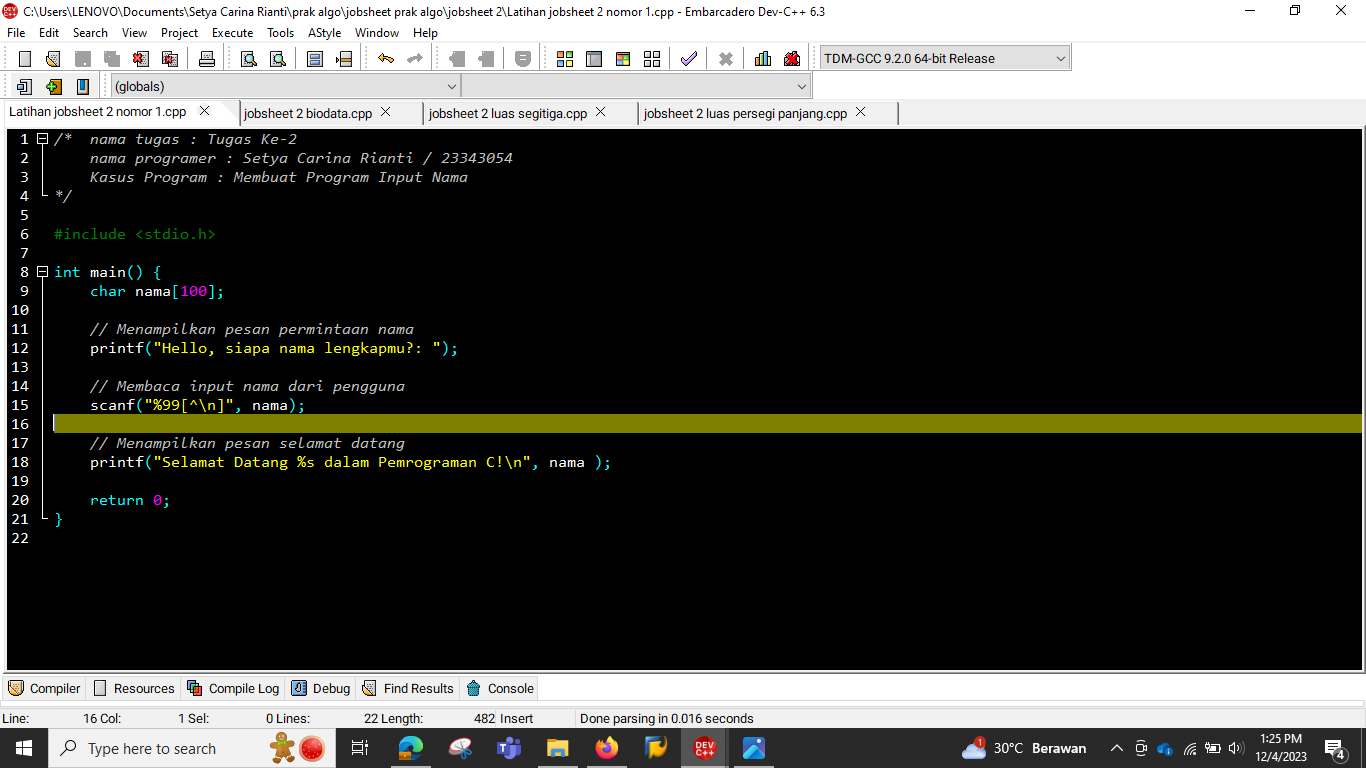 C:\Users\LENOVO\Documents\Setya Carina Rianti\prak algo\jobsheet prak algo\jobsheet 2\Latihan jobsheet 2 nomor 1.cpp - Embarcadero Dev-C++ 6.3
File Edit Search View Project Execute Tools AStyle Window Help
TDM-GCC 9.2.0 64-bit Release
(globals)
Latihan jobsheet 2 nomor 1.cpp jobsheet 2 biodata.cpp jobsheet 2 luas segitiga.cpp jobsheet 2 luas persegi panjang.cpp
1 /*  nama tugas : Tugas Ke-2
2     nama programer : Setya Carina Rianti / 23343054
3     Kasus Program : Membuat Program Input Nama
4 */
5
6 #include <stdio.h>
7
8 int main() {
9     char nama[100];
10
11     // Menampilkan pesan permintaan nama
12     printf("Hello, siapa nama lengkapmu?: ");
13
14     // Membaca input nama dari pengguna
15     scanf("%99[^\n]", nama);
16
17     // Menampilkan pesan selamat datang
18     printf("Selamat Datang %s dalam Pemrograman C!\n", nama );
19
20     return 0;
21 }
22
Compiler Resources Compile Log Debug Find Results Console
Line: 16 Col: 1 Sel: 0 Lines: 22 Length: 482 Insert Done parsing in 0.016 seconds
Type here to search DEV C++ 1 30°C Berawan 1:25 PM
12/4/2023 4